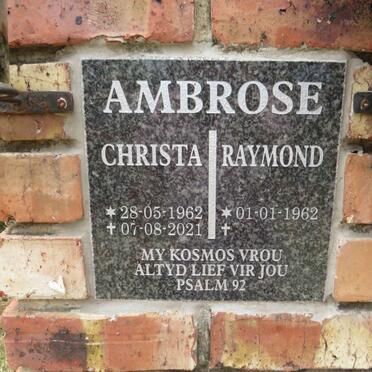 AMBROSE
CHRISTA RAYMOND
* 28-05-1962 * 01-01-1962
✝ 07-08-2021 ✝
MY KOSMOS VROU
ALTYD LIEF VIR JOU
PSALM 92